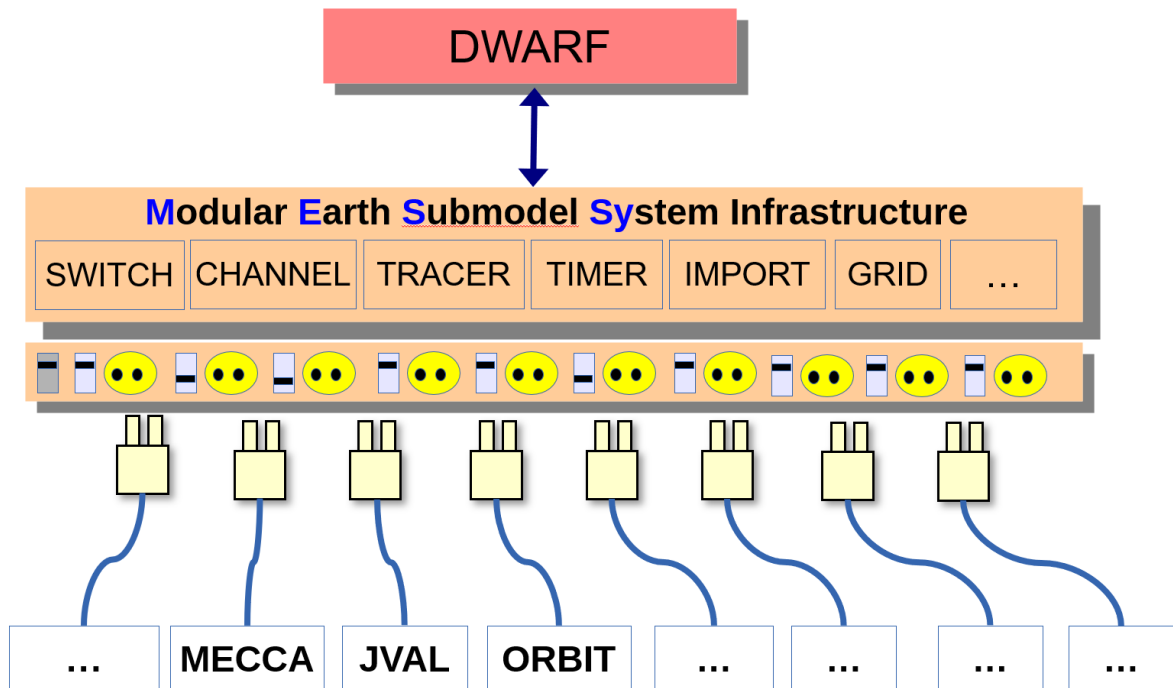 DWARF
Modular Earth Submodel System Infrastructure
SWITCH CHANNEL TRACER TIMER IMPORT GRID ...
... MECCA JVAL ORBIT ... ... ... ...